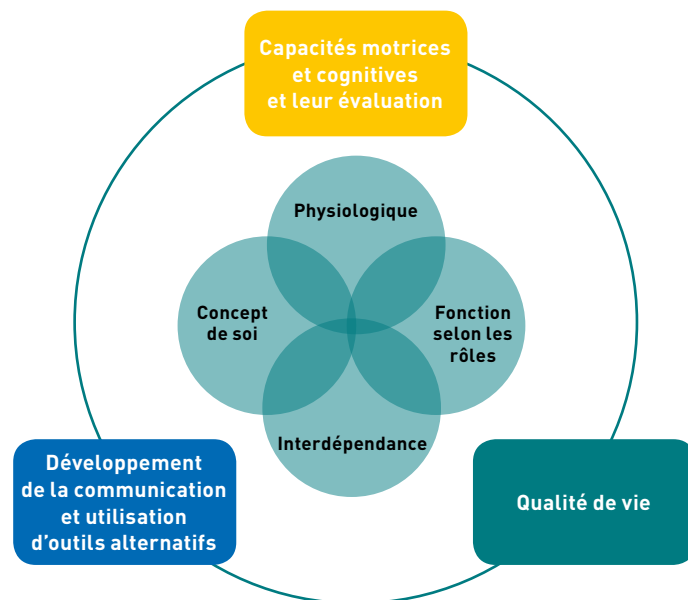 Capacités motrices
et cognitives
et leur évaluation
Physiologique
Concept
de soi
Fonction
selon les
rôles
Interdépendance
Développement
de la communication
et utilisation
d'outils alternatifs
Qualité de vie